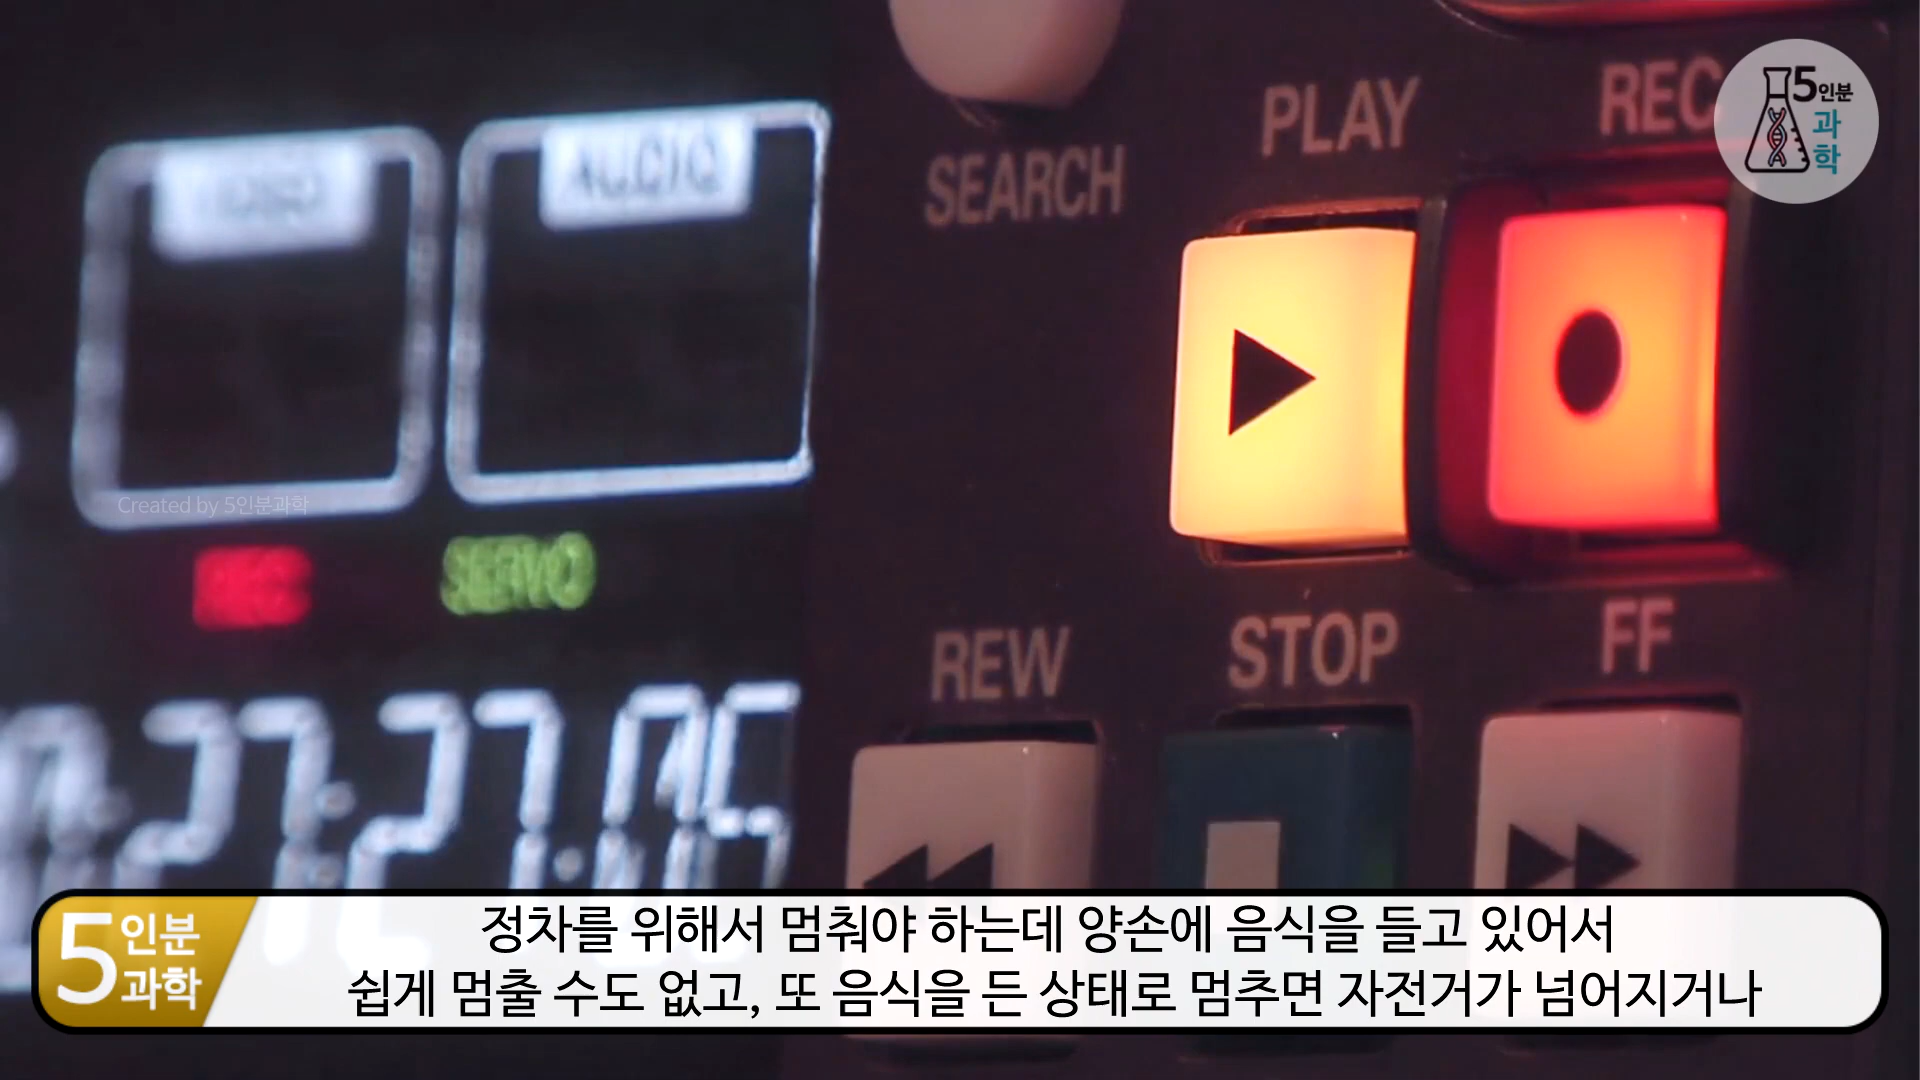 AUDIO
SEARCH
PLAY
REC
5인분
과
학
Created by 5인분과학
SERVO
REW
STOP
FF
27:27:05
5인분
과학
정차를 위해서 멈춰야 하는데 양손에 음식을 들고 있어서
쉽게 멈출 수도 없고, 또 음식을 든 상태로 멈추면 자전거가 넘어지거나